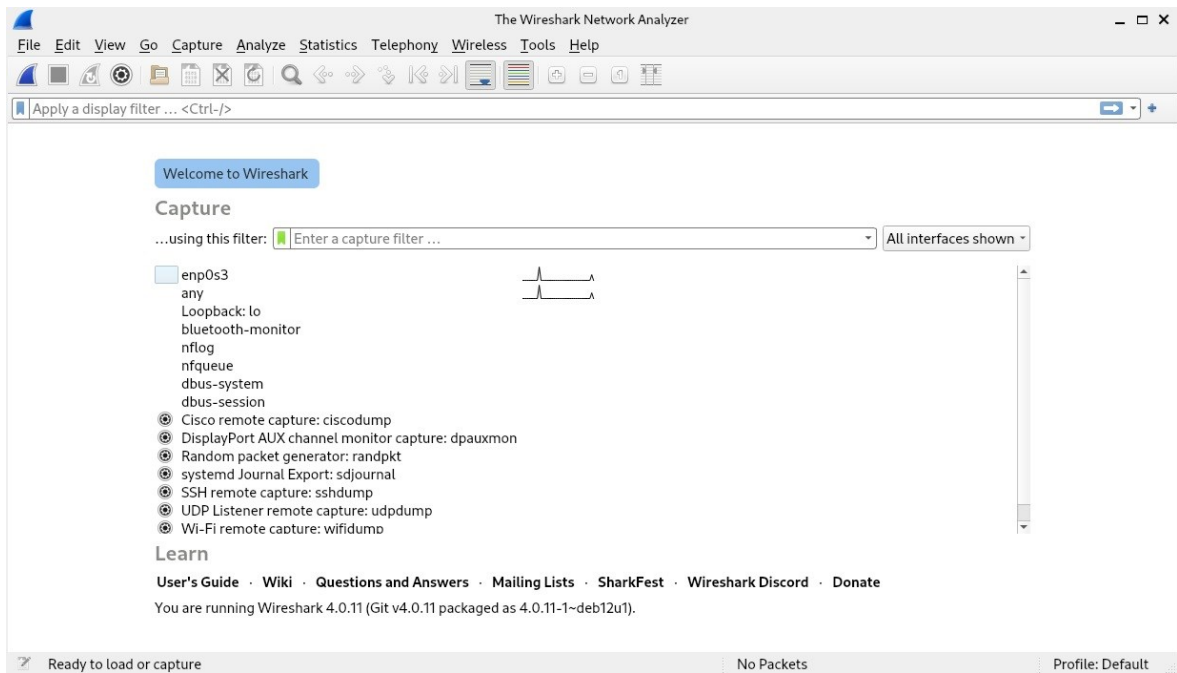 The Wireshark Network Analyzer
File Edit View Go Capture Analyze Statistics Telephony Wireless Tools Help
Apply a display filter … <Ctrl-/>
Welcome to Wireshark
Capture
…using this filter: Enter a capture filter … All interfaces shown
enp0s3
any
Loopback: lo
bluetooth-monitor
nflog
nfqueue
dbus-system
dbus-session
Cisco remote capture: ciscodump
DisplayPort AUX channel monitor capture: dpauxmon
Random packet generator: randpkt
systemd Journal Export: sdjournal
SSH remote capture: sshdump
UDP Listener remote capture: udpdump
Wi-Fi remote capture: wifidump
Learn
User's Guide · Wiki · Questions and Answers · Mailing Lists · SharkFest · Wireshark Discord · Donate
You are running Wireshark 4.0.11 (Git v4.0.11 packaged as 4.0.11-1~deb12u1).
Ready to load or capture No Packets Profile: Default